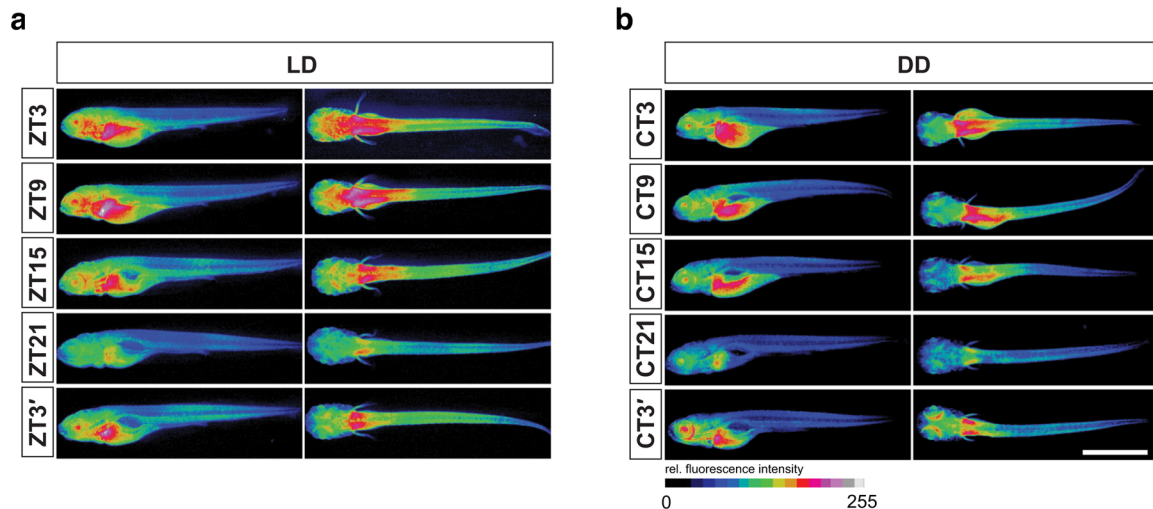 a
LD
ZT3
ZT9
ZT15
ZT21
ZT3′
b
DD
CT3
CT9
CT15
CT21
CT3′
rel. fluorescence intensity
0 255